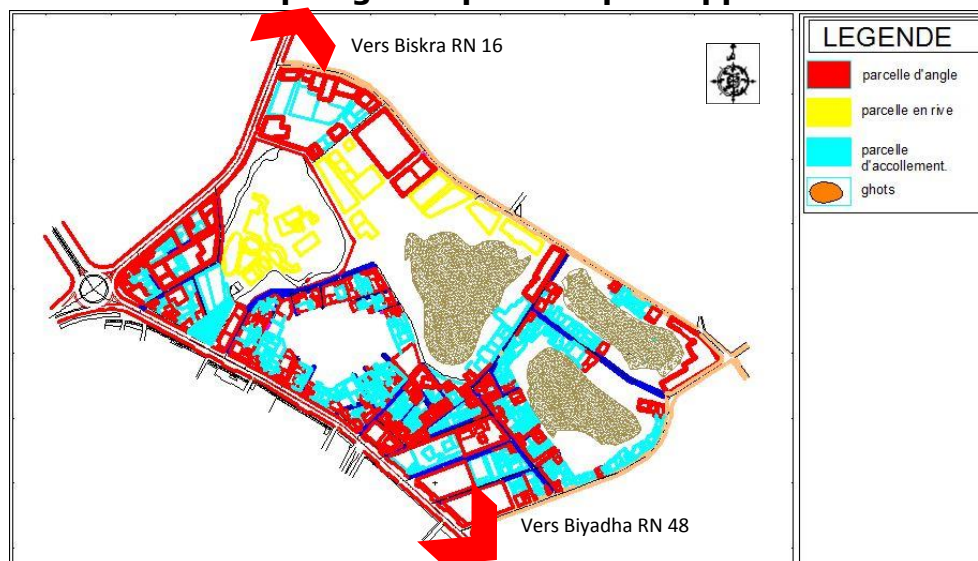 Vers Biskra RN 16
LEGENDE
parcelle d'angle
parcelle en rive
parcelle
d'accollement.
ghots
Vers Biyadha RN 48